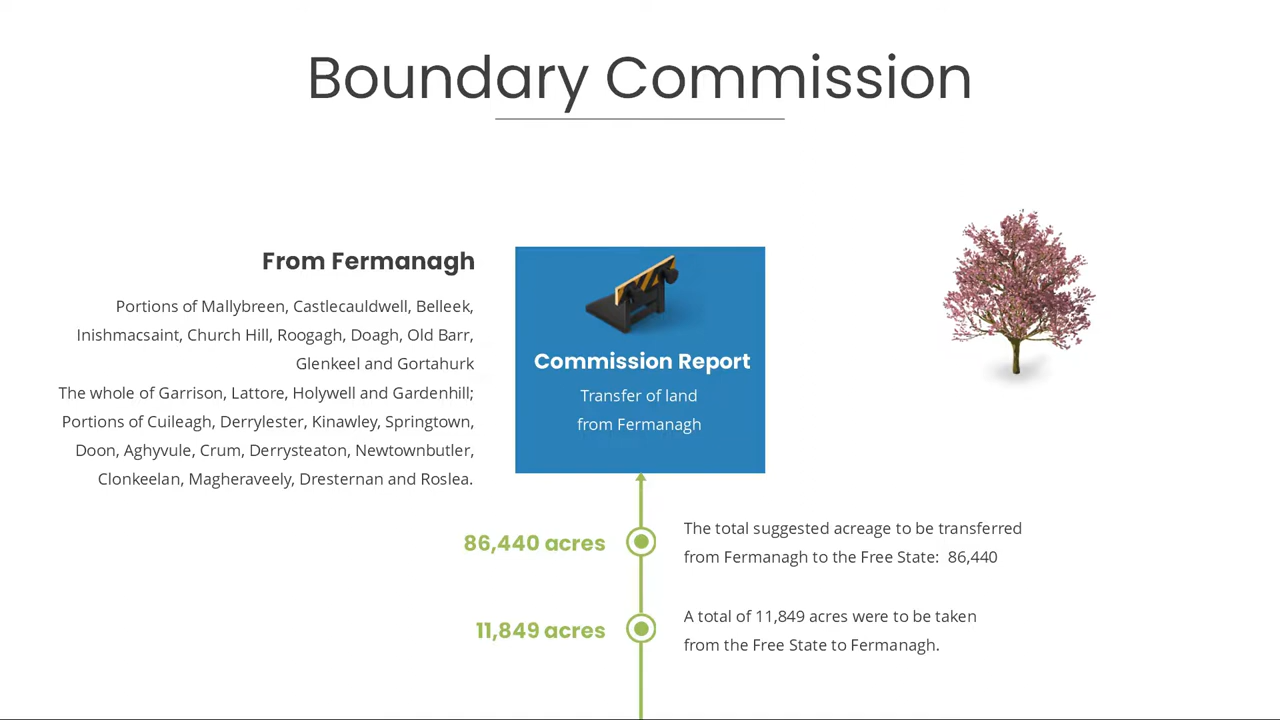 Boundary Commission
From Fermanagh
Portions of Mallybreen, Castlecauldwell, Belleek,
Inishmacsaint, Church Hill, Roogagh, Doagh, Old Barr,
Glenkeel and Gortahurk
The whole of Garrison, Lattore, Holywell and Gardenhill;
Portions of Cuileagh, Derrylester, Kinawley, Springtown,
Doon, Aghyvule, Crum, Derrysteaton, Newtownbutler,
Clonkeelan, Magheraveely, Dresternan and Roslea.
Commission Report
Transfer of land
from Fermanagh
86,440 acres
The total suggested acreage to be transferred
from Fermanagh to the Free State:  86,440
11,849 acres
A total of 11,849 acres were to be taken
from the Free State to Fermanagh.